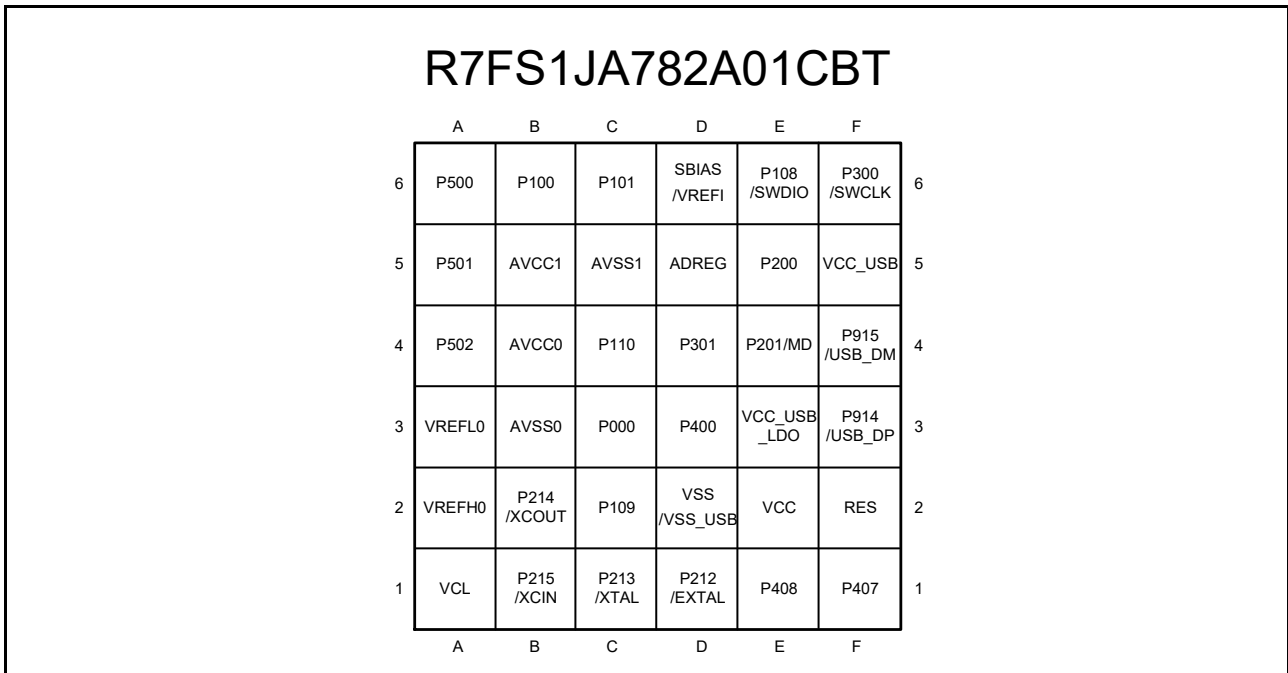 R7FS1JA782A01CBT
A B C D E F
6 P500 P100 P101 SBIAS /VREFI P108 /SWDIO P300 /SWCLK 6
5 P501 AVCC1 AVSS1 ADREG P200 VCC_USB 5
4 P502 AVCC0 P110 P301 P201/MD P915 /USB_DM 4
3 VREFL0 AVSS0 P000 P400 VCC_USB _LDO P914 /USB_DP 3
2 VREFH0 P214 /XCOUT P109 VSS /VSS_USB VCC RES 2
1 VCL P215 /XCIN P213 /XTAL P212 /EXTAL P408 P407 1
A B C D E F